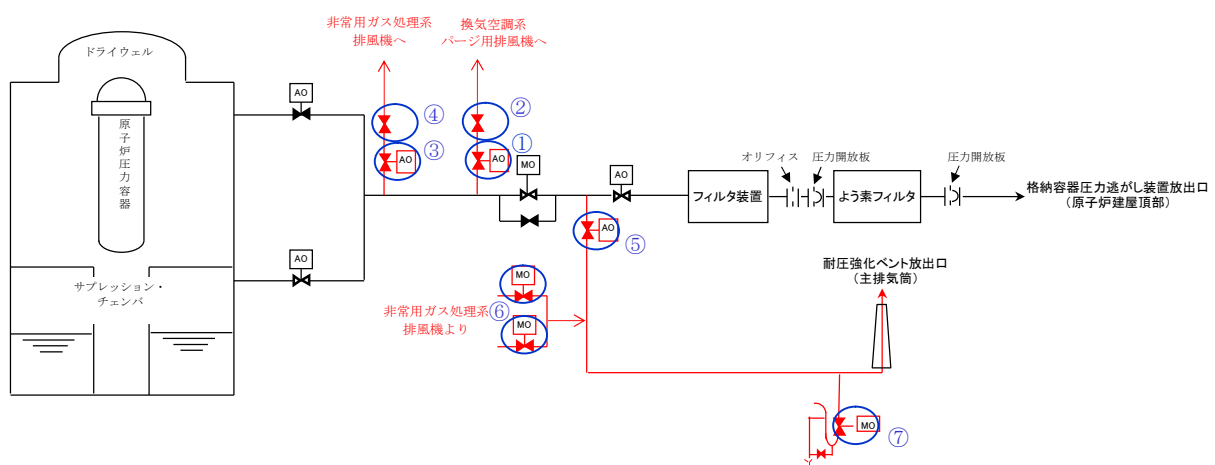 非常用ガス処理系
排風機へ
換気空調系
パージ用排風機へ
ドライウェル
原子炉圧力容器
AO
④
③
AO
②
①
AO
MO
AO
オリフィス
圧力開放板
圧力開放板
フィルタ装置
よう素フィルタ
格納容器圧力逃がし装置放出口
(原子炉建屋頂部)
AO
⑤
AO
サプレッション・
チェンバ
MO
⑥
非常用ガス処理系
排風機より
MO
耐圧強化ベント放出口
(主排気筒)
MO
⑦